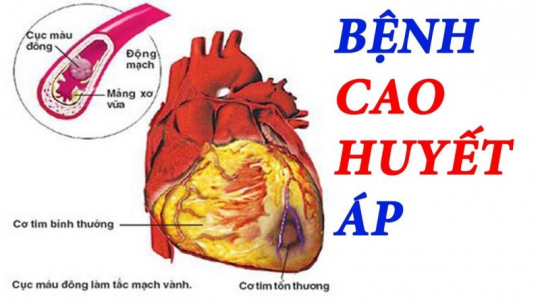 Cục máu
đông
Động
mạch
Mảng xơ
vữa
Cơ tim bình thường
Cục máu đông làm tắc mạch vành.
Cơ tim tổn thương
BỆNH
CAO
HUYẾT
ÁP